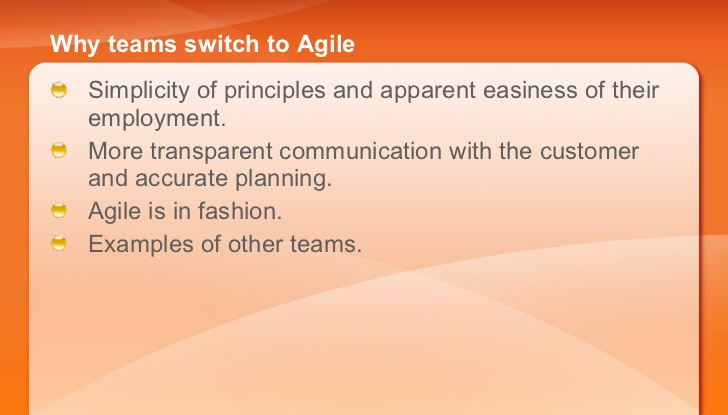 Why teams switch to Agile
Simplicity of principles and apparent easiness of their
employment.
More transparent communication with the customer
and accurate planning.
Agile is in fashion.
Examples of other teams.